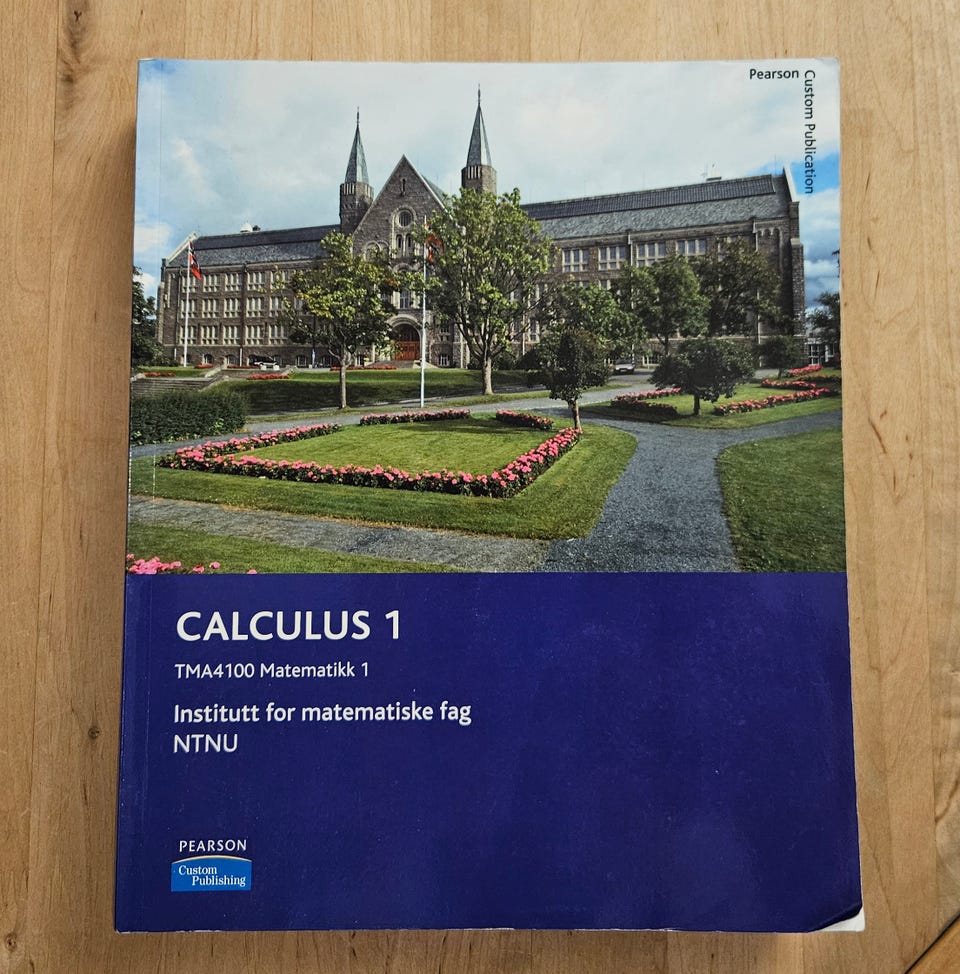 Pearson
Custom Publication
CALCULUS 1
TMA4100 Matematikk 1
Institutt for matematiske fag
NTNU
PEARSON
Custom
Publishing